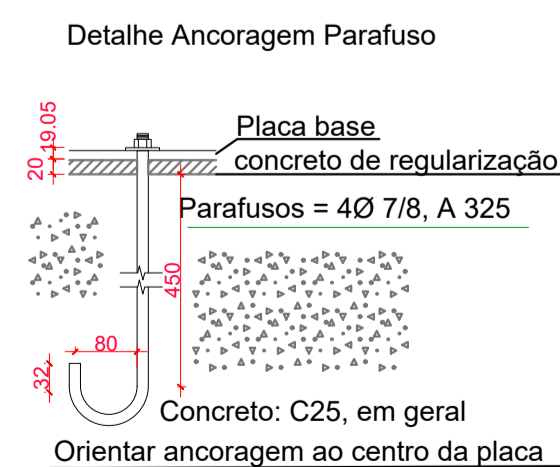 Detalhe Ancoragem Parafuso
19.05
Placa base
20
concreto de regularização
Parafusos = 4Ø 7/8, A 325
450
80
32
Concreto: C25, em geral
Orientar ancoragem ao centro da placa